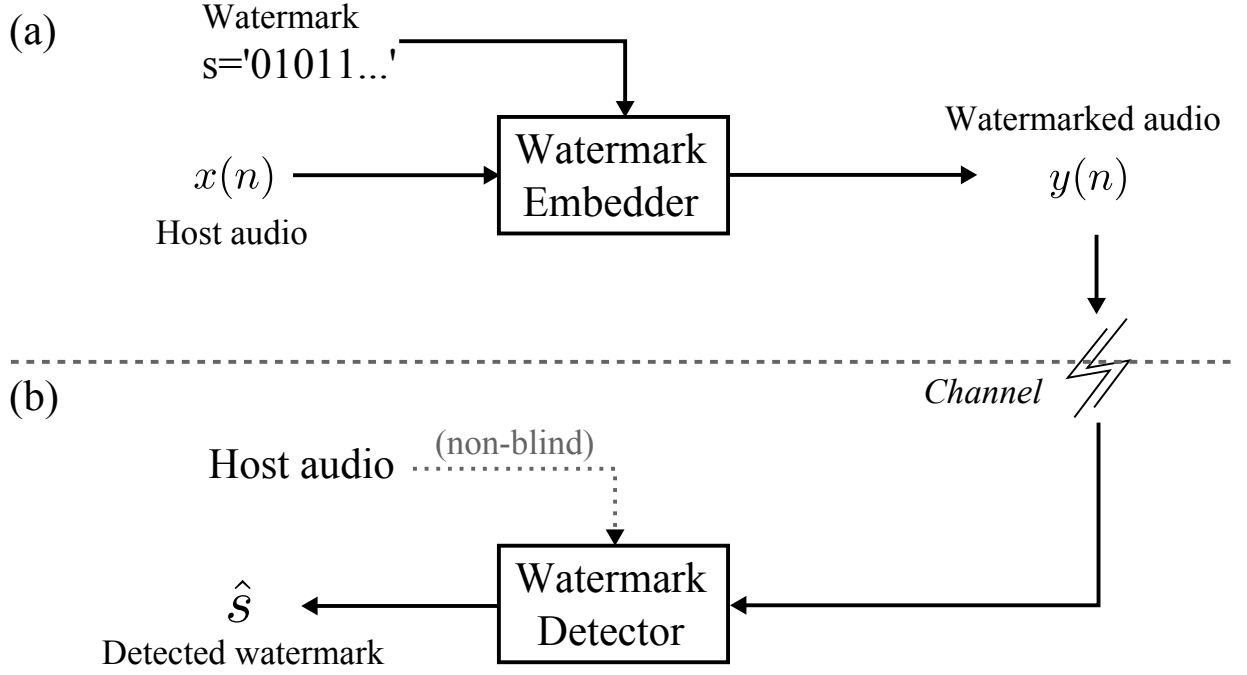 (a)
Watermark
s='01011...'
Watermark
Embedder
Watermarked audio
x(n)
y(n)
Host audio
Channel
(b)
(non-blind)
Host audio
Watermark
Detector
ŝ
Detected watermark